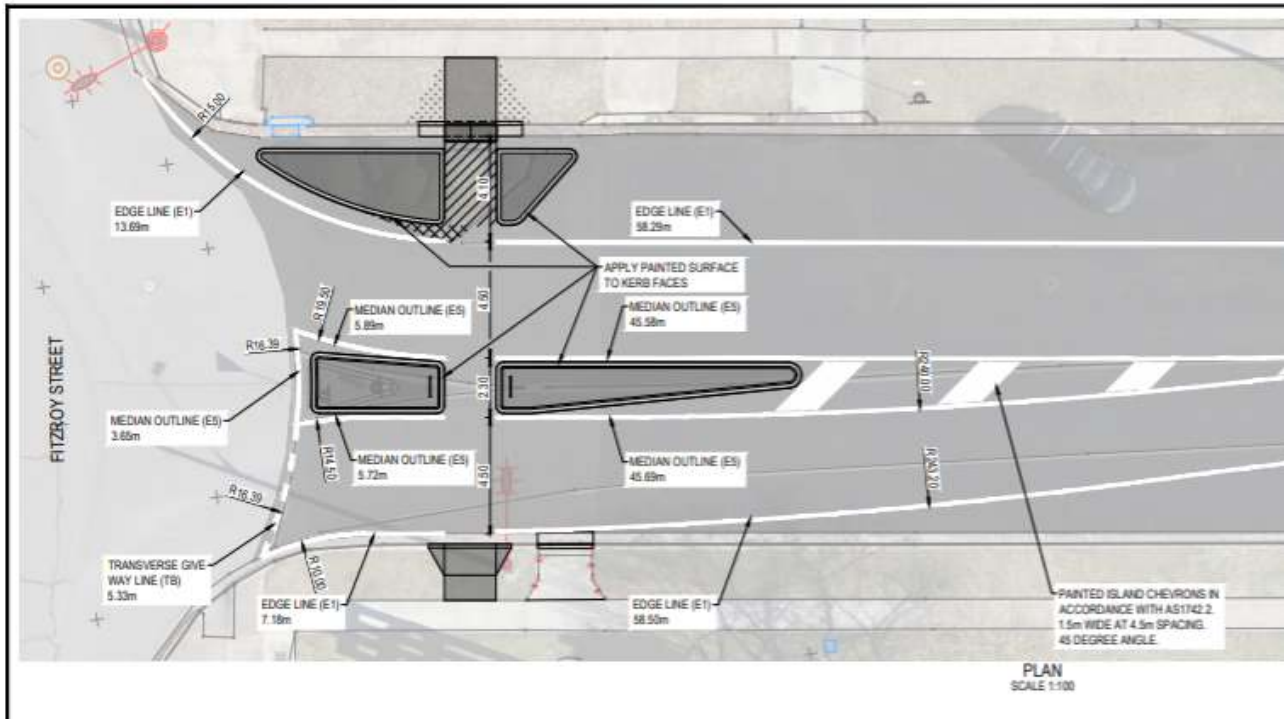 R15.00
EDGE LINE (E1)
13.69m
4.10
EDGE LINE (E1)
58.29m
APPLY PAINTED SURFACE
TO KERB FACES
R19.50
MEDIAN OUTLINE (E5)
5.89m
4.60
MEDIAN OUTLINE (E5)
45.58m
R16.39
FITZROY STREET
2.30
R240.00
MEDIAN OUTLINE (E5)
3.65m
R14.50
MEDIAN OUTLINE (E5)
5.72m
4.50
MEDIAN OUTLINE (E5)
45.69m
R16.39
TRANSVERSE GIVE
WAY LINE (TB)
5.33m
R10.00
EDGE LINE (E1)
7.18m
EDGE LINE (E1)
58.50m
PAINTED ISLAND CHEVRONS IN
ACCORDANCE WITH AS1742.2.
1.5m WIDE AT 4.5m SPACING.
45 DEGREE ANGLE.
PLAN
SCALE 1:100